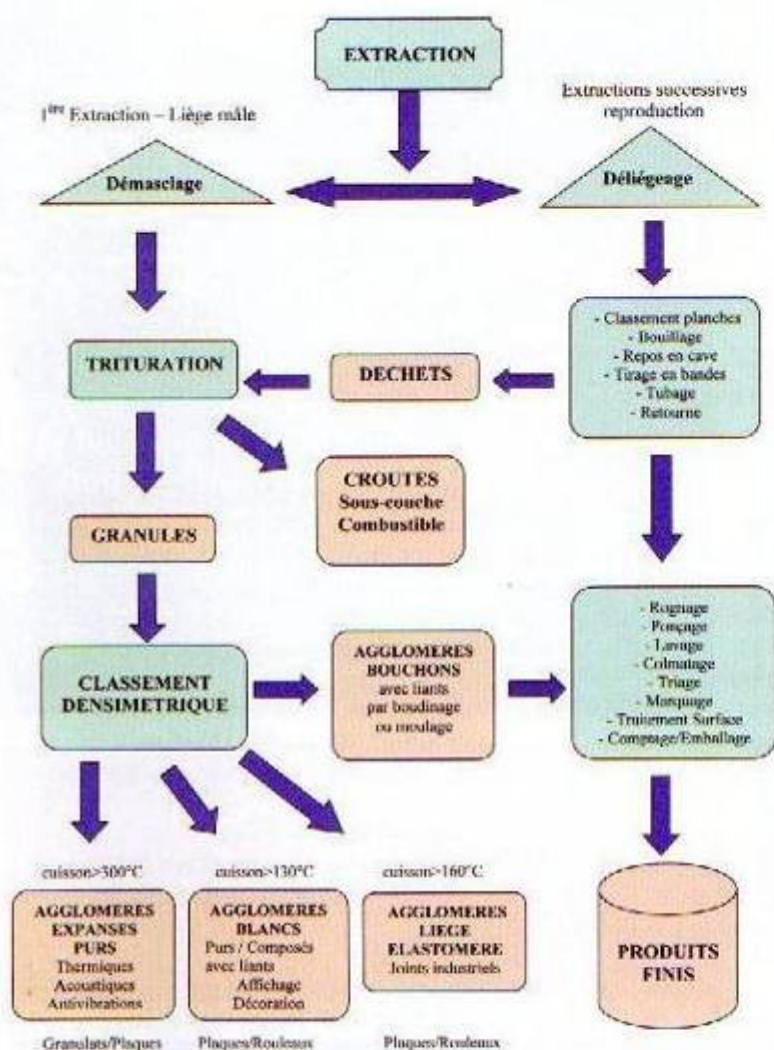 EXTRACTION
1ère Extraction – Liège mâle
Extractions successives
reproduction
Démasclage
Déliégeage
- Classement planches
- Bouillage
- Repos en cave
- Tirage en bandes
- Tubage
- Retourne
TRITURATION
DECHETS
CROUTES
Sous-couche
Combustible
GRANULES
CLASSEMENT
DENSIMETRIQUE
AGGLOMERES
BOUCHONS
avec liants
par boudinage
ou moulage
- Rognage
- Ponçage
- Lavage
- Colmatage
- Triage
- Marquage
- Traitement Surface
- Comptage/Emballage
cuisson>300°C
AGGLOMERES
EXPANSES
PURS
Thermiques
Acoustiques
Antivibrations
Granulats/Plaques
cuisson>130°C
AGGLOMERES
BLANCS
Purs / Composés
avec liants
Affichage
Décoration
Plaques/Rouleaux
cuisson>160°C
AGGLOMERES
LIEGE
ELASTOMERE
Joints industriels
Plaques/Rouleaux
PRODUITS
FINIS